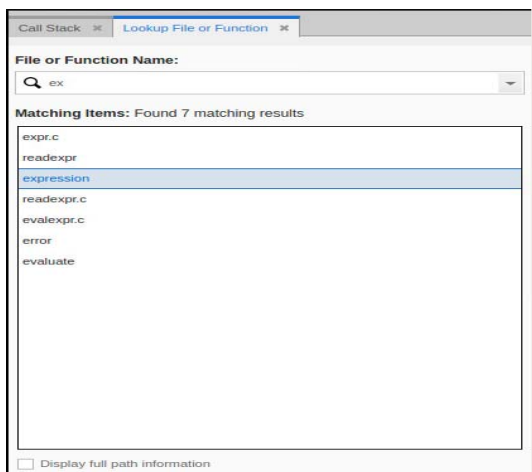 Call Stack Lookup File or Function
File or Function Name:
ex
Matching Items: Found 7 matching results
expr.c
readexpr
expression
readexpr.c
evalexpr.c
error
evaluate
Display full path information